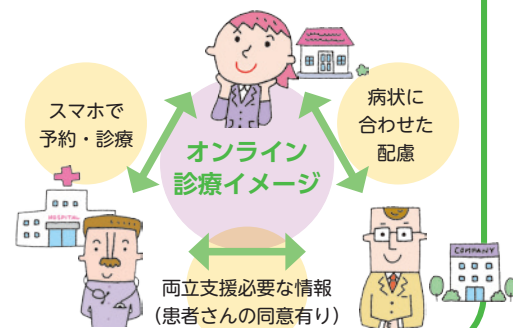 スマホで
予約・診療
病状に
合わせた
配慮
オンライン
診療イメージ
HOSPITAL
COMPANY
両立支援必要な情報
（患者さんの同意有り）